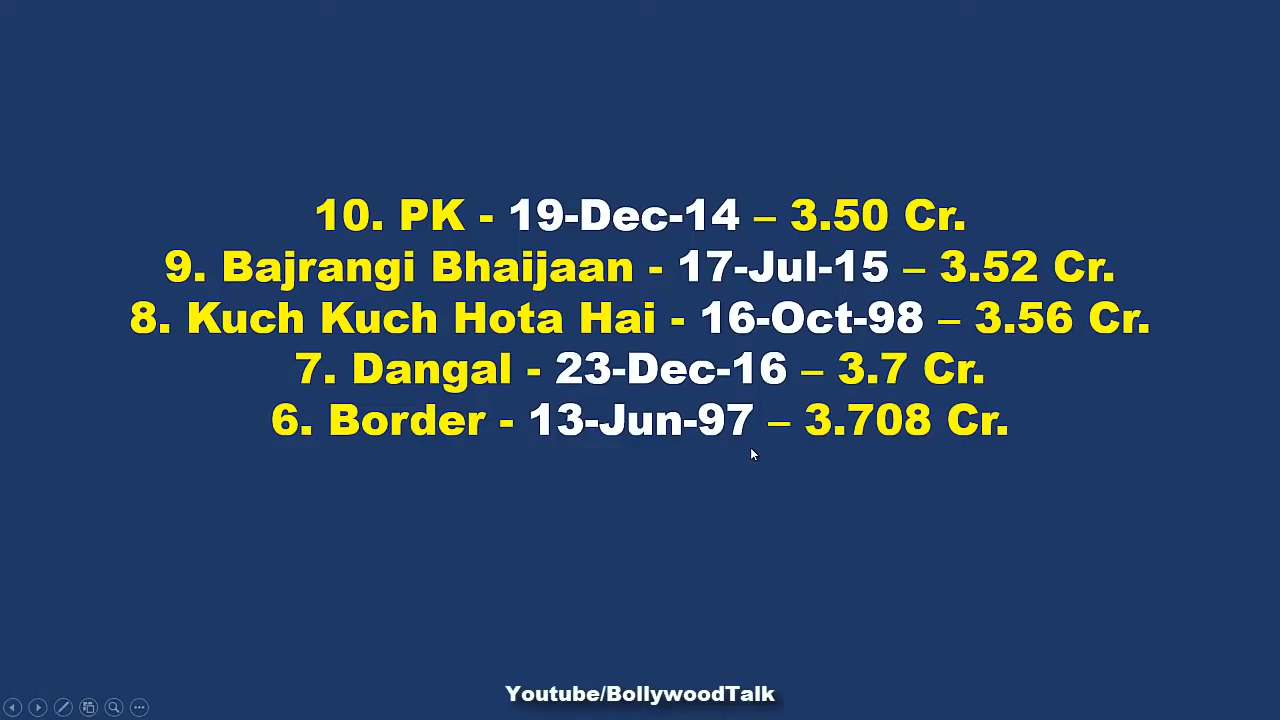 10. PK - 19-Dec-14 – 3.50 Cr.
9. Bajrangi Bhaijaan - 17-Jul-15 – 3.52 Cr.
8. Kuch Kuch Hota Hai - 16-Oct-98 – 3.56 Cr.
7. Dangal - 23-Dec-16 – 3.7 Cr.
6. Border - 13-Jun-97 – 3.708 Cr.
Youtube/BollywoodTalk